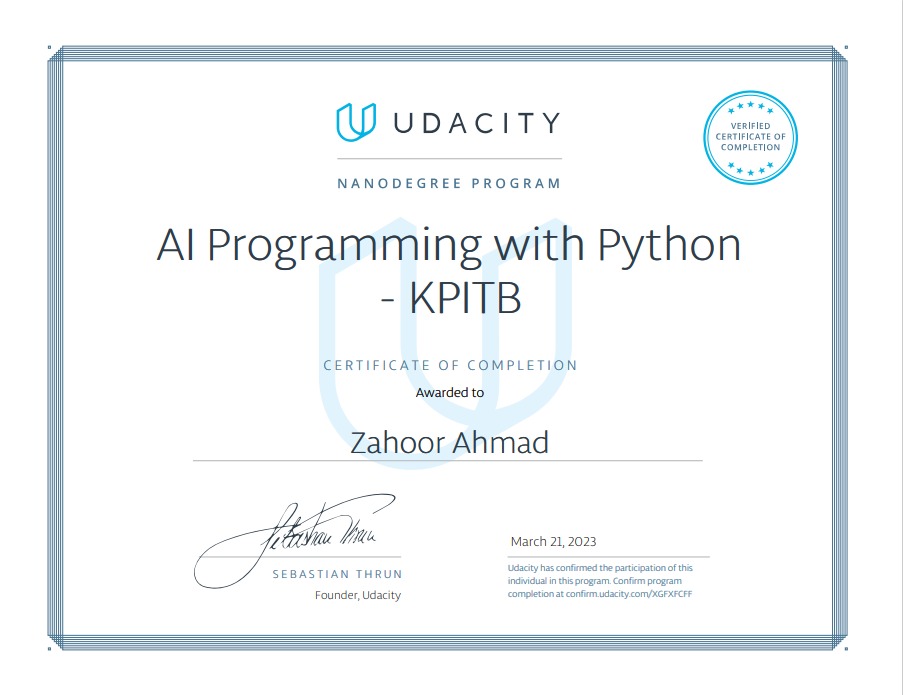 UDACITY
VERIFIED
CERTIFICATE OF
COMPLETION
NANODEGREE PROGRAM
AI Programming with Python
- KPITB
CERTIFICATE OF COMPLETION
Awarded to
Zahoor Ahmad
Sebastian Thrun
SEBASTIAN THRUN
Founder, Udacity
March 21, 2023
Udacity has confirmed the participation of this
individual in this program. Confirm program
completion at confirm.udacity.com/XGFXFCFF